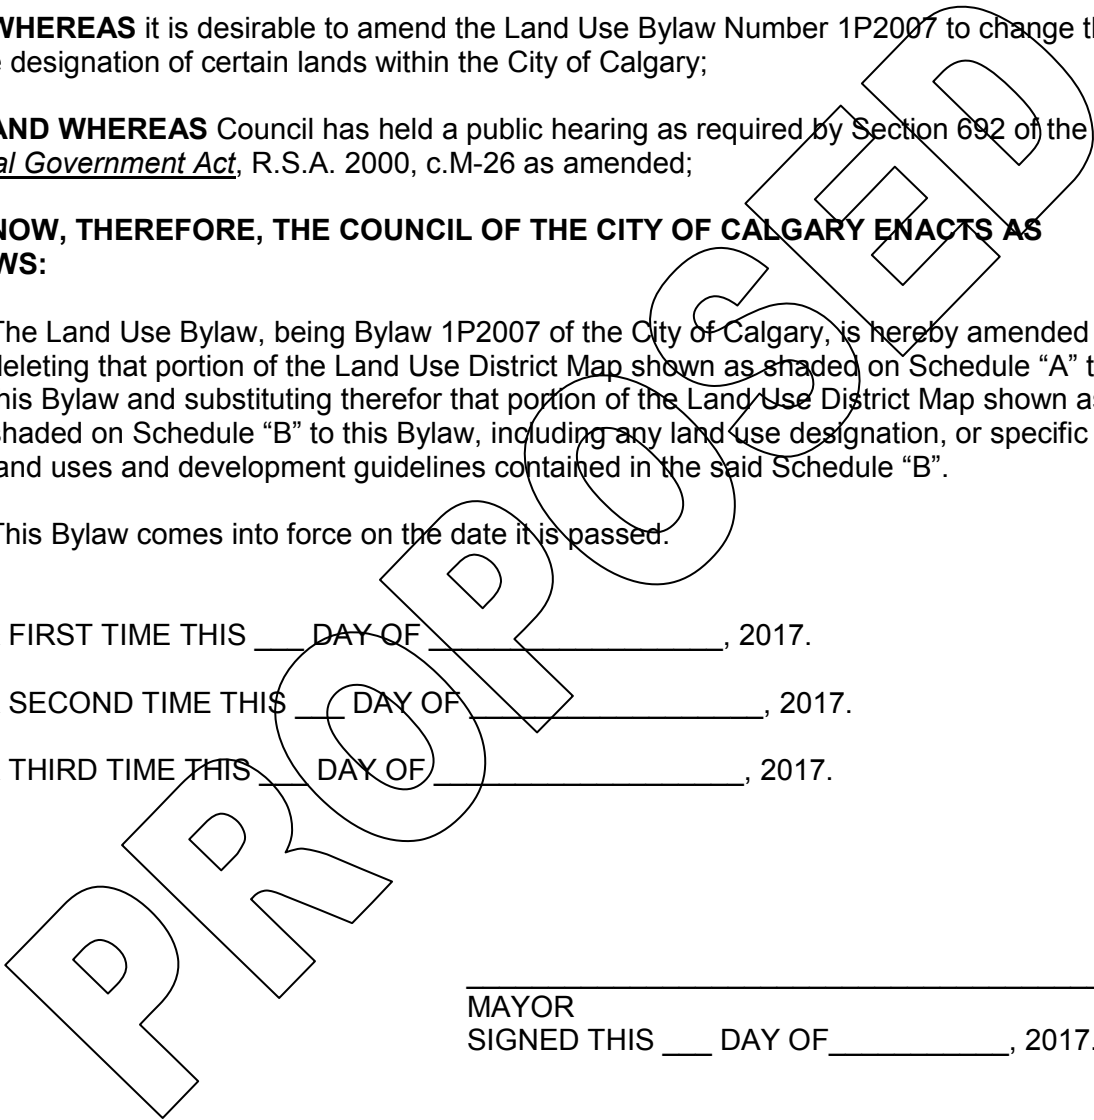 WHEREAS it is desirable to amend the Land Use Bylaw Number 1P2007 to change
designation of certain lands within the City of Calgary;
AND WHEREAS Council has held a public hearing as required by Section 692 of the
Government Act, R.S.A. 2000, c.M-26 as amended;
NOW, THEREFORE, THE COUNCIL OF THE CITY OF CALGARY ENACTS AS
WS:
The Land Use Bylaw, being Bylaw 1P2007 of the City of Calgary, is hereby amended
deleting that portion of the Land Use District Map shown as shaded on Schedule “A” t
this Bylaw and substituting therefor that portion of the Land Use District Map shown as
shaded on Schedule “B” to this Bylaw, including any land use designation, or specific
land uses and development guidelines contained in the said Schedule “B”.
This Bylaw comes into force on the date it is passed.
FIRST TIME THIS ___ DAY OF __________________, 2017.
SECOND TIME THIS ___ DAY OF __________________, 2017.
THIRD TIME THIS ___ DAY OF ___________________, 2017.
MAYOR
SIGNED THIS ___ DAY OF___________, 2017.
PROPOSED